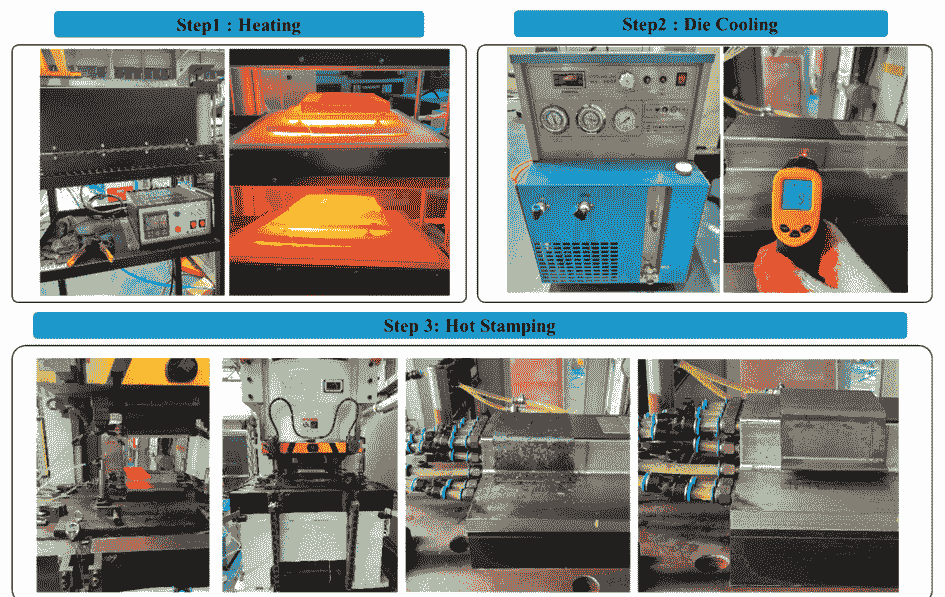 Step1 : Heating
Step2 : Die Cooling
Step 3: Hot Stamping